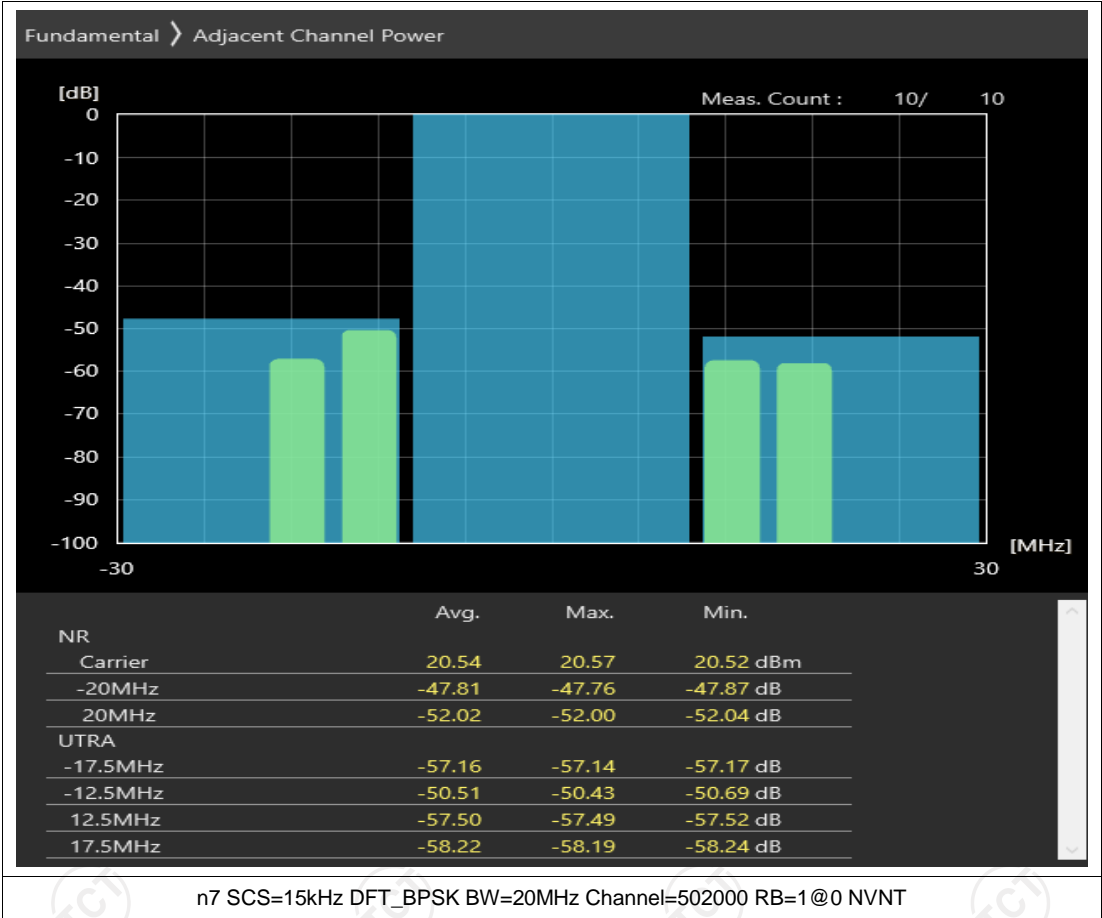 Fundamental ❯ Adjacent Channel Power
[dB]
Meas. Count : 10/ 10
0
-10
-20
-30
-40
-50
-60
-70
-80
-90
-100
[MHz]
-30 30
Avg. Max. Min.
NR
Carrier 20.54 20.57 20.52 dBm
-20MHz -47.81 -47.76 -47.87 dB
20MHz -52.02 -52.00 -52.04 dB
UTRA
-17.5MHz -57.16 -57.14 -57.17 dB
-12.5MHz -50.51 -50.43 -50.69 dB
12.5MHz -57.50 -57.49 -57.52 dB
17.5MHz -58.22 -58.19 -58.24 dB
n7 SCS=15kHz DFT_BPSK BW=20MHz Channel=502000 RB=1@0 NVNT
TCT TCT TCT TCT